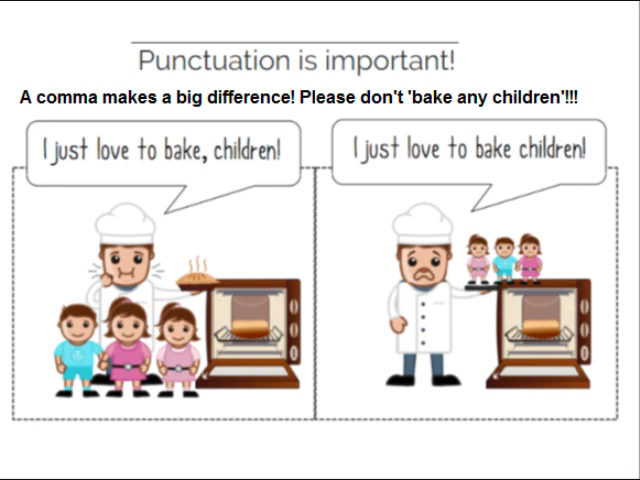 Punctuation is important!
A comma makes a big difference! Please don't 'bake any children'!!!
I just love to bake, children!
I just love to bake children!